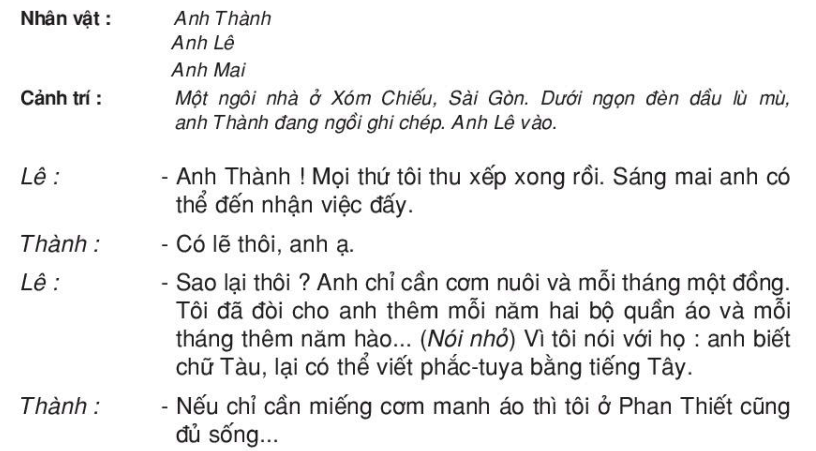 Nhân vật : Anh Thành
Anh Lê
Anh Mai
Cảnh trí : Một ngôi nhà ở Xóm Chiếu, Sài Gòn. Dưới ngọn đèn dầu lù mù,
anh Thành đang ngồi ghi chép. Anh Lê vào.
Lê : - Anh Thành ! Mọi thứ tôi thu xếp xong rồi. Sáng mai anh có
thể đến nhận việc đấy.
Thành : - Có lẽ thôi, anh ạ.
Lê : - Sao lại thôi ? Anh chỉ cần cơm nuôi và mỗi tháng một đồng.
Tôi đã đòi cho anh thêm mỗi năm hai bộ quần áo và mỗi
tháng thêm năm hào... (Nói nhỏ) Vì tôi nói với họ : anh biết
chữ Tàu, lại có thể viết phắc-tuya bằng tiếng Tây.
Thành : - Nếu chỉ cần miếng cơm manh áo thì tôi ở Phan Thiết cũng
đủ sống...